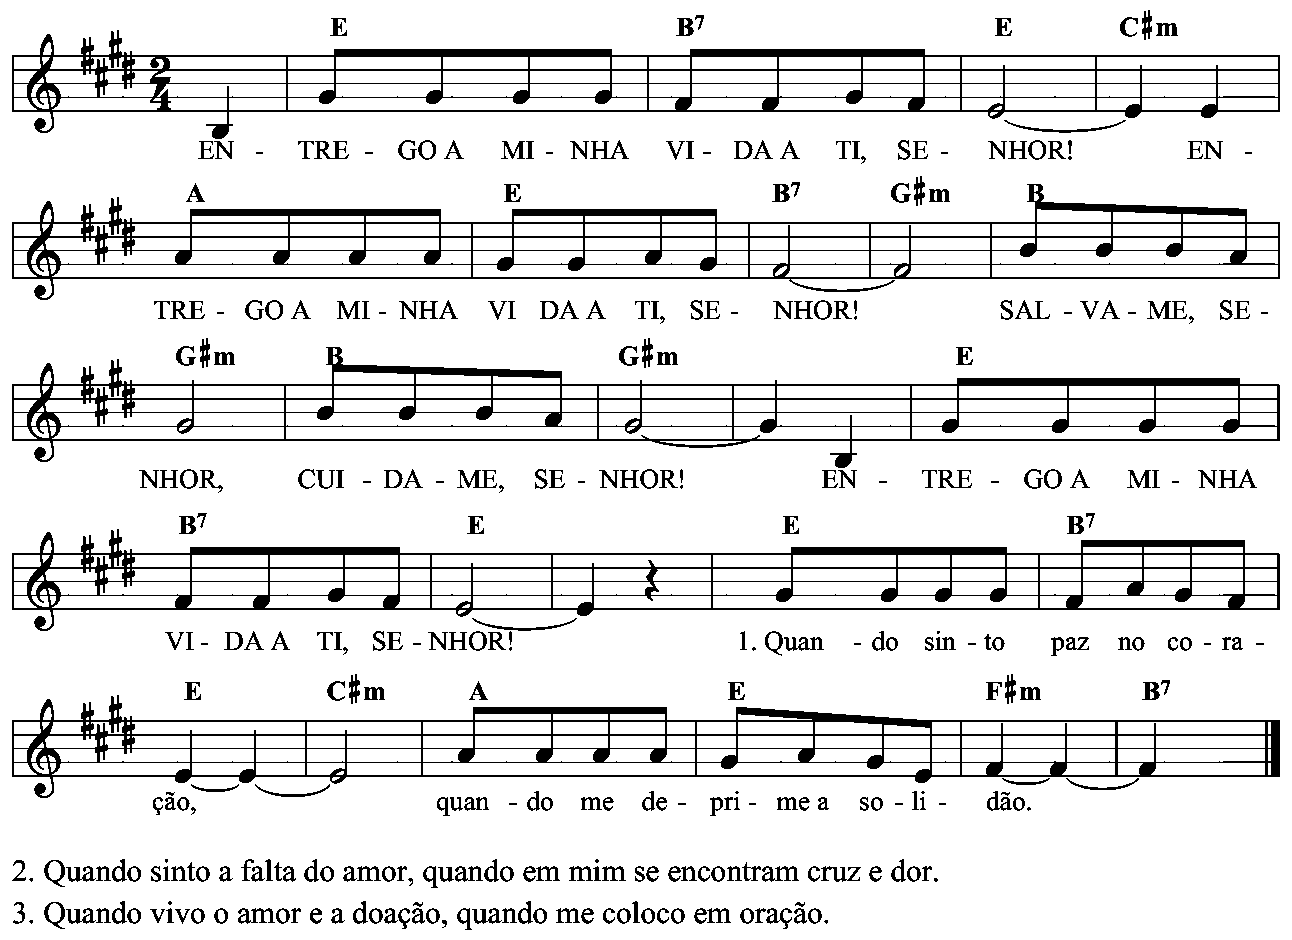 E B7 E C#m
2/4
EN - TRE - GO A MI - NHA VI - DA A TI, SE - NHOR! EN -
A E B7 G#m B
TRE - GO A MI - NHA VI DA A TI, SE - NHOR! SAL - VA - ME, SE -
G#m B G#m E
NHOR, CUI - DA - ME, SE - NHOR! EN - TRE - GO A MI - NHA
B7 E E B7
VI - DA A TI, SE - NHOR! 1. Quan - do sin - to paz no co - ra -
E C#m A E F#m B7
ção, quan - do me de - pri - me a so - li - dão.
2. Quando sinto a falta do amor, quando em mim se encontram cruz e dor.
3. Quando vivo o amor e a doação, quando me coloco em oração.